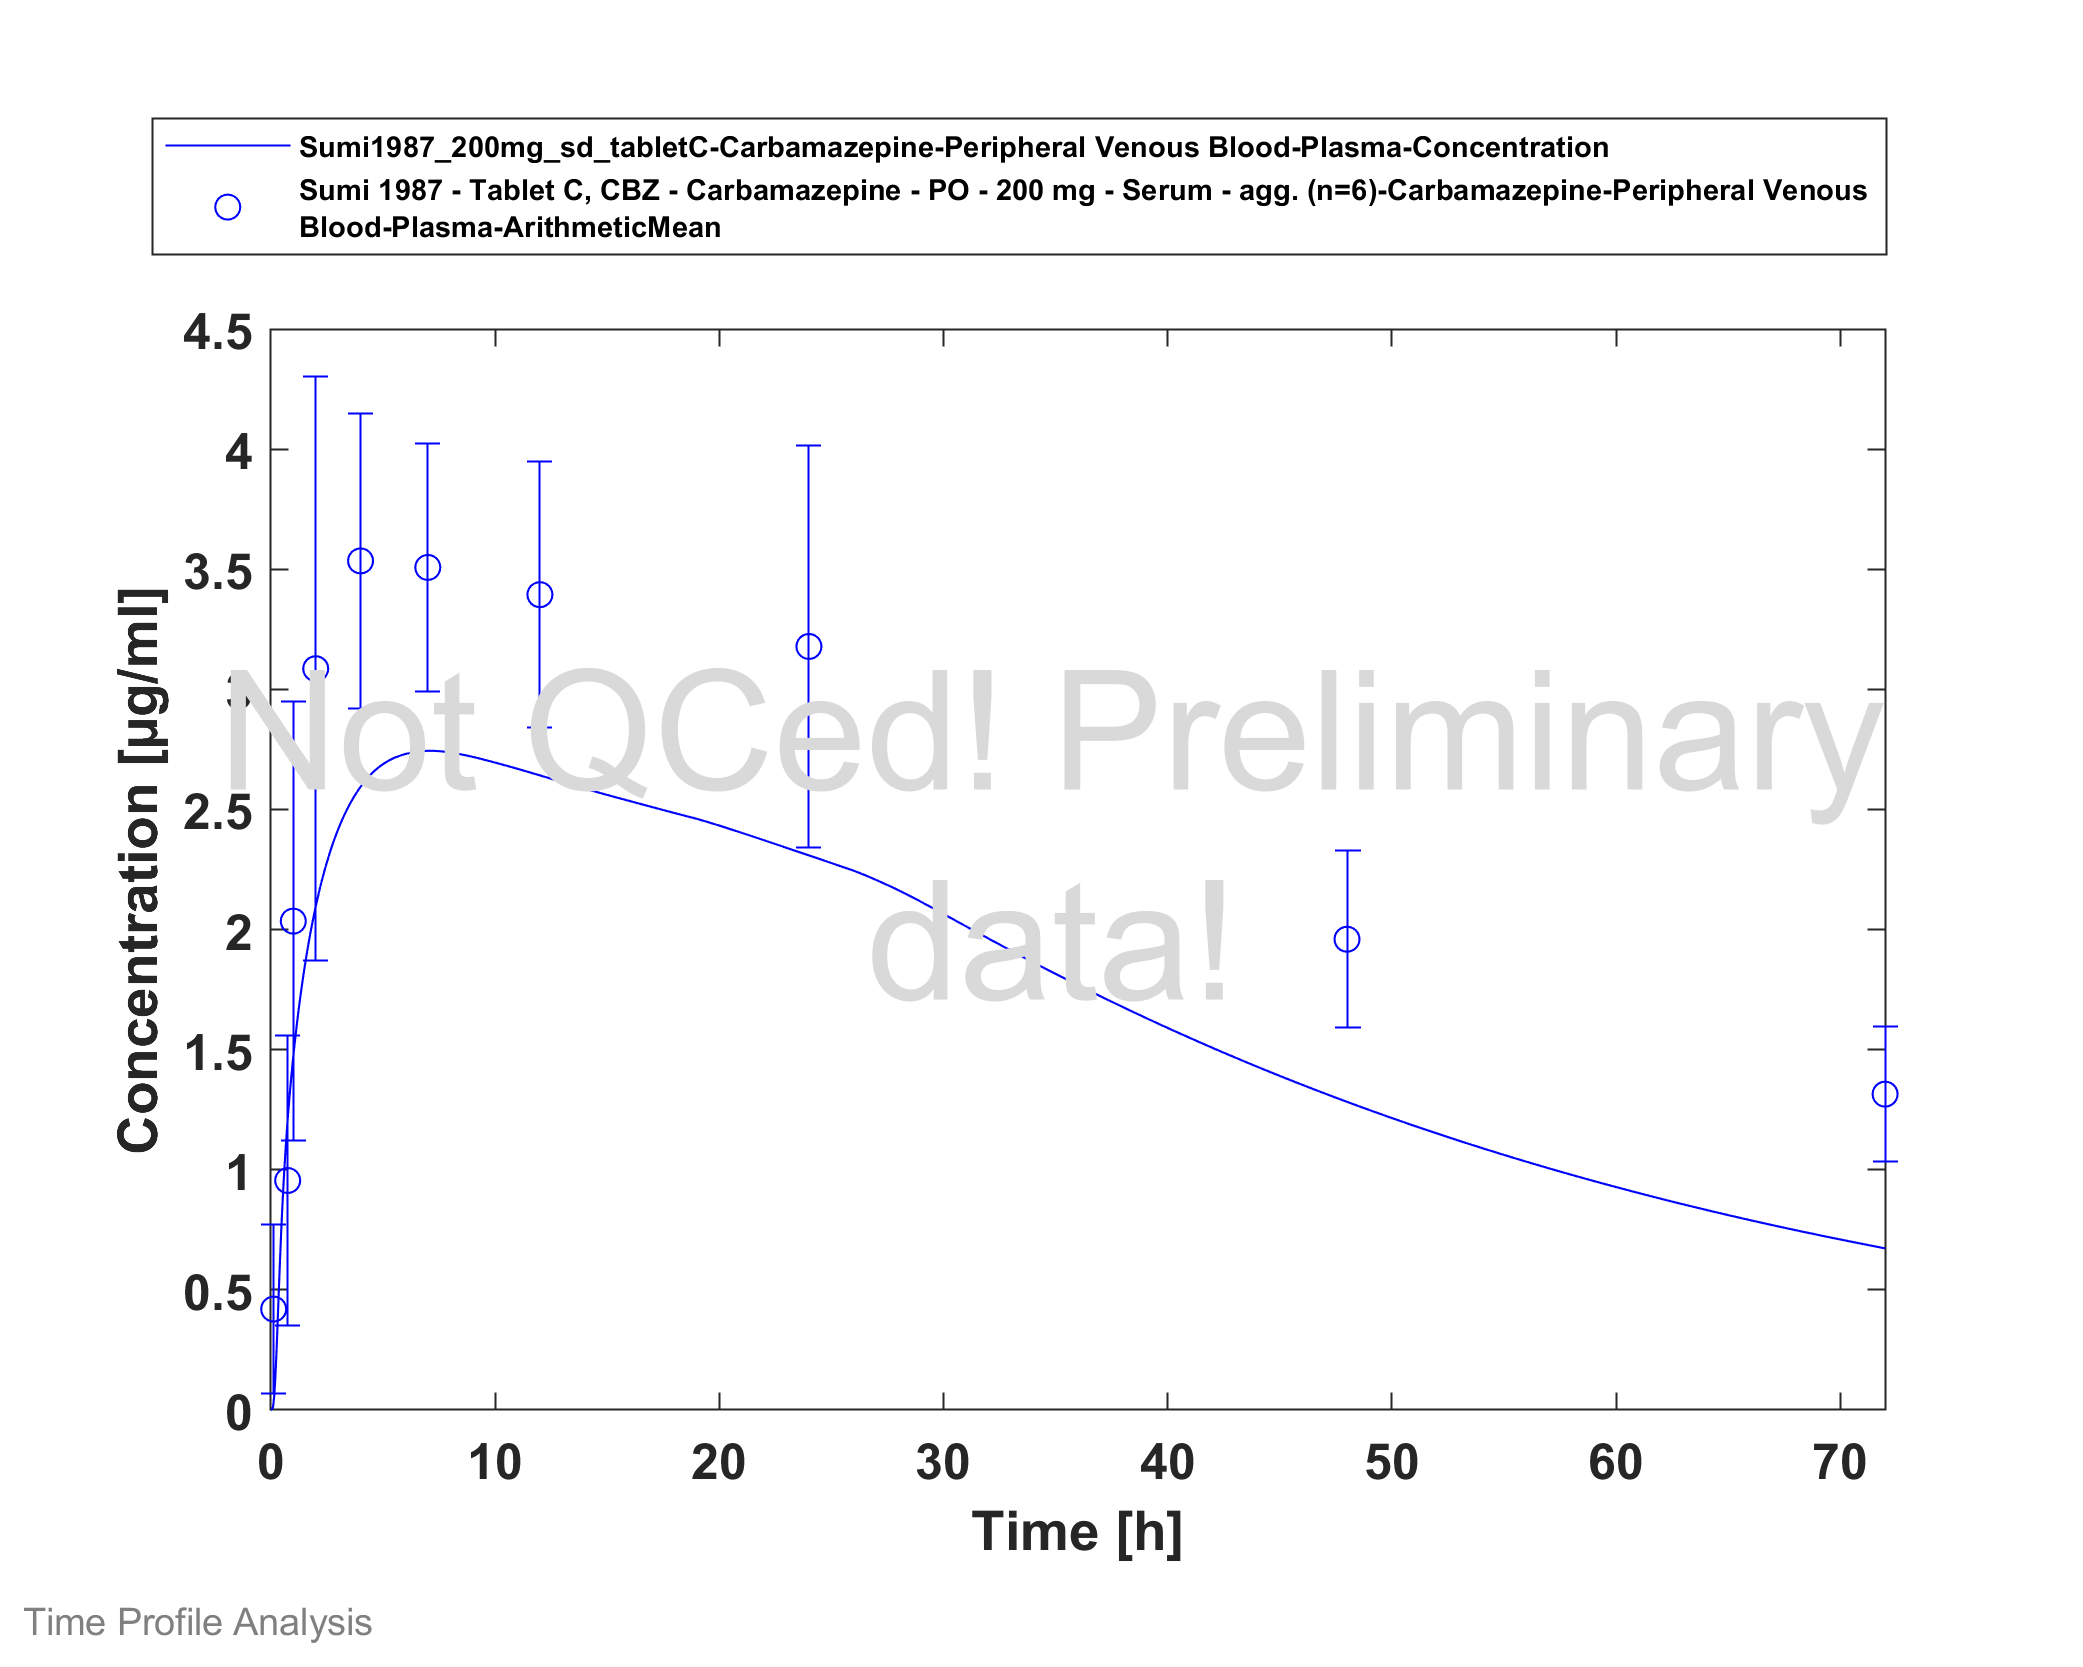 Sumi1987_200mg_sd_tabletC-Carbamazepine-Peripheral Venous Blood-Plasma-Concentration
Sumi 1987 - Tablet C, CBZ - Carbamazepine - PO - 200 mg - Serum - agg. (n=6)-Carbamazepine-Peripheral Venous
Blood-Plasma-ArithmeticMean
4.5
4
3.5
3
2.5
2
1.5
1
0.5
0
Concentration [µg/ml]
Not QCed! Preliminary
data!
0 10 20 30 40 50 60 70
Time [h]
Time Profile Analysis